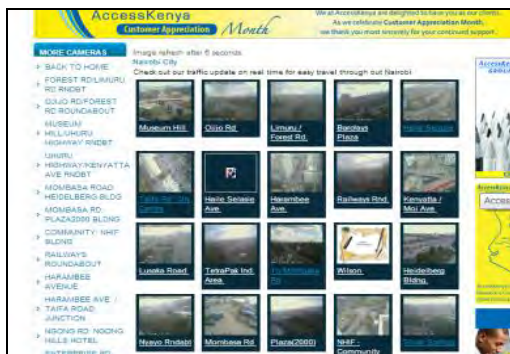 AccessKenya
Customer Appreciation Month
We at AccessKenya are delighted to have you as our clients.
As we celebrate Customer Appreciation Month,
we thank you most sincerely for your continued support.
MORE CAMERAS
BACK TO HOME
FOREST RD/LIMURU
RD RNDBT
OJIJO RD/FOREST
RD ROUNDABOUT
MUSEUM
HILL/UHURU
HIGHWAY RNDBT
UHURU
HIGHWAY/KENYATTA
AVE RNDBT
MOMBASA ROAD
HEIDELBERG BLDG
MOMBASA RD
PLAZA2000 BLDNG
COMMUNITY: NHIF
BLDNG
RAILWAYS
ROUNDABOUT
HARAMBEE
AVENUE
HARAMBEE AVE /
TAIFA ROAD
JUNCTION
NGONG RD: NGONG
HILLS HOTEL
Image refresh after 6 seconds
Nairobi City
Check out our traffic update on real time for easy travel through out Nairobi
Museum Hill
Ojijo Rd.
Limuru /
Forest Rd.
Barclays
Plaza
Haile Selasie
Ave.
Harambee
Ave.
Railways Rnd.
Kenyatta /
Moi Ave.
Lusaka Road.
TetraPak Ind.
Area.
Wilson
Heidelberg
Bldng.
Nyayo Rndabt
Mombasa Rd
Plaza(2000)
NHIF -
Community